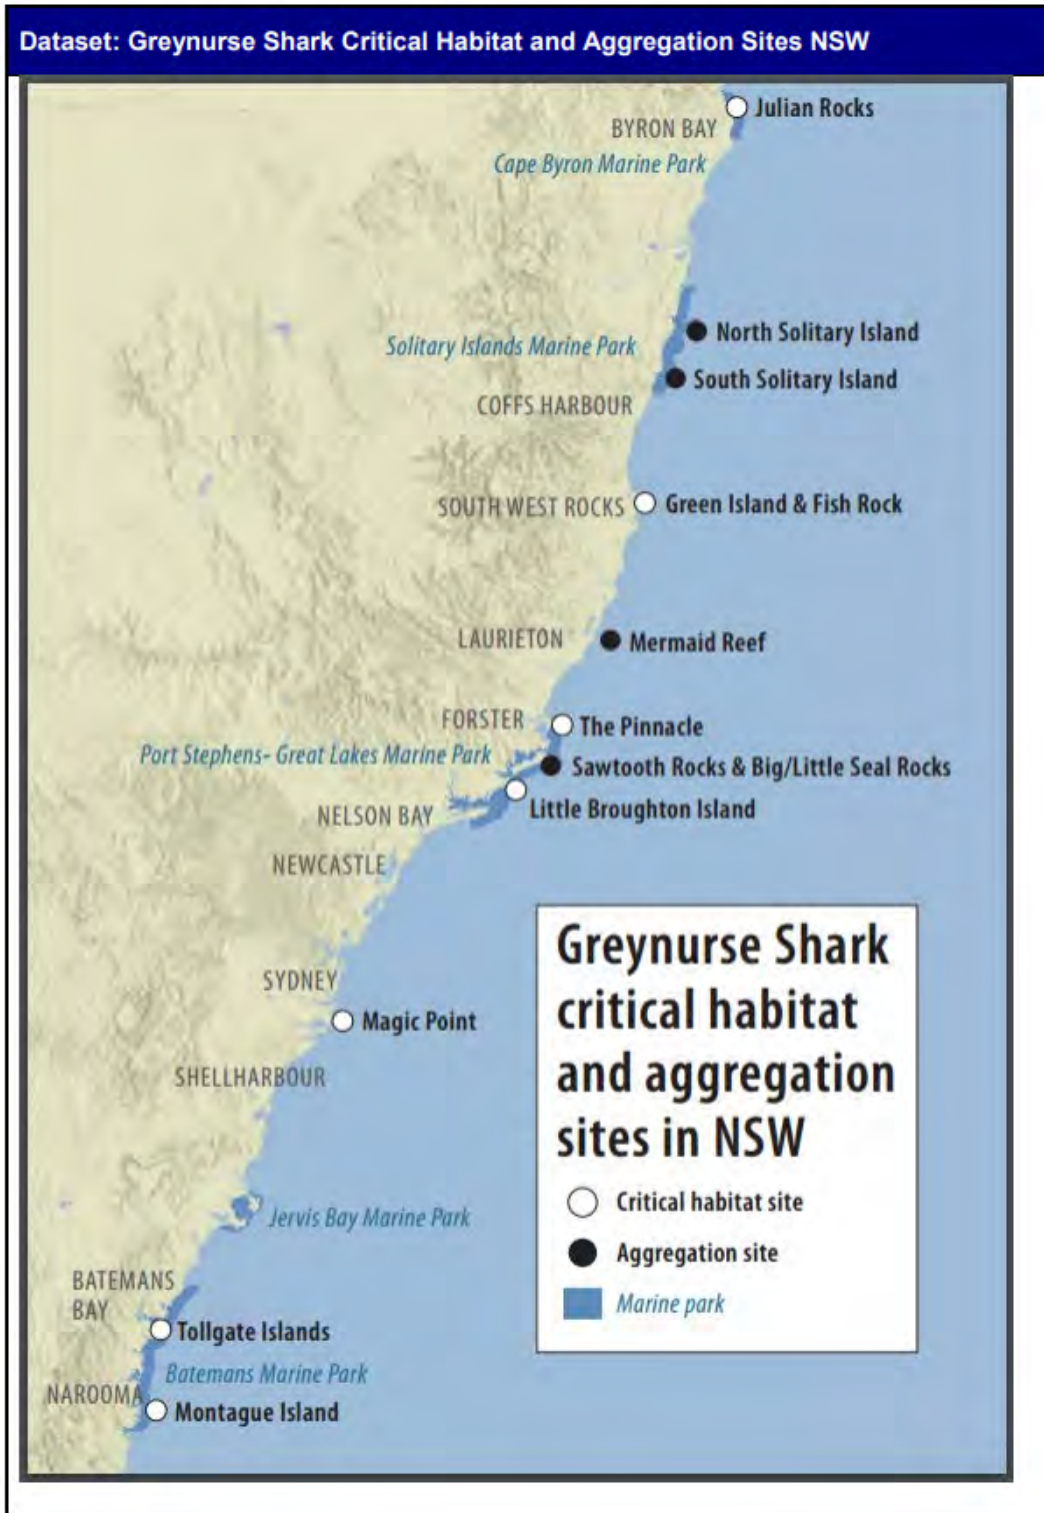 Dataset: Greynurse Shark Critical Habitat and Aggregation Sites NSW
Julian Rocks
BYRON BAY
Cape Byron Marine Park
North Solitary Island
Solitary Islands Marine Park
South Solitary Island
COFFS HARBOUR
SOUTH WEST ROCKS
Green Island & Fish Rock
LAURIETON
Mermaid Reef
FORSTER
The Pinnacle
Port Stephens- Great Lakes Marine Park
Sawtooth Rocks & Big/Little Seal Rocks
Little Broughton Island
NELSON BAY
NEWCASTLE
SYDNEY
Magic Point
SHELLHARBOUR
Jervis Bay Marine Park
BATEMANS
BAY
Tollgate Islands
Batemans Marine Park
NAROOMA
Montague Island
Greynurse Shark
critical habitat
and aggregation
sites in NSW
Critical habitat site
Aggregation site
Marine park